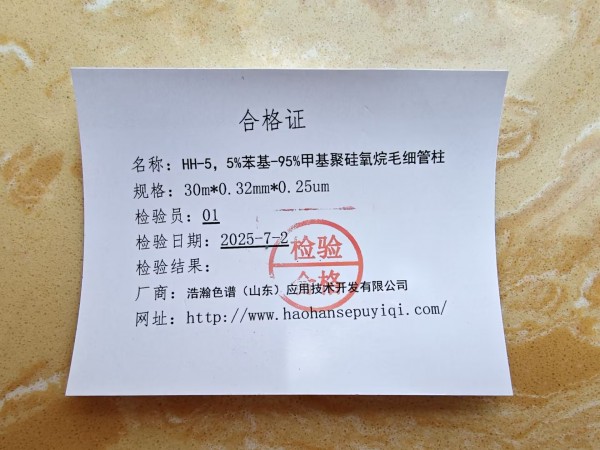 合格证
名称：HH-5，5%苯基-95%甲基聚硅氧烷毛细管柱
规格：30m*0.32mm*0.25um
检验员：01
检验日期：2025-7-2
检验结果：
检验
合格
厂商：浩瀚色谱（山东）应用技术开发有限公司
网址：http://www.haohansepuyiqi.com/